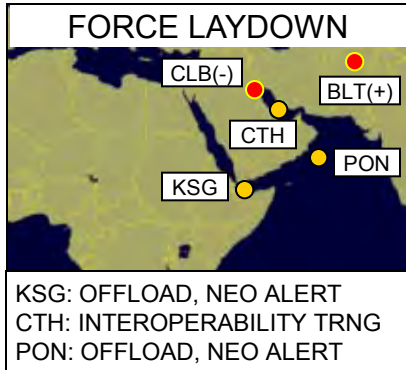 FORCE LAYDOWN
CLB(-)
BLT(+)
CTH
PON
KSG
KSG: OFFLOAD, NEO ALERT
CTH: INTEROPERABILITY TRNG
PON: OFFLOAD, NEO ALERT